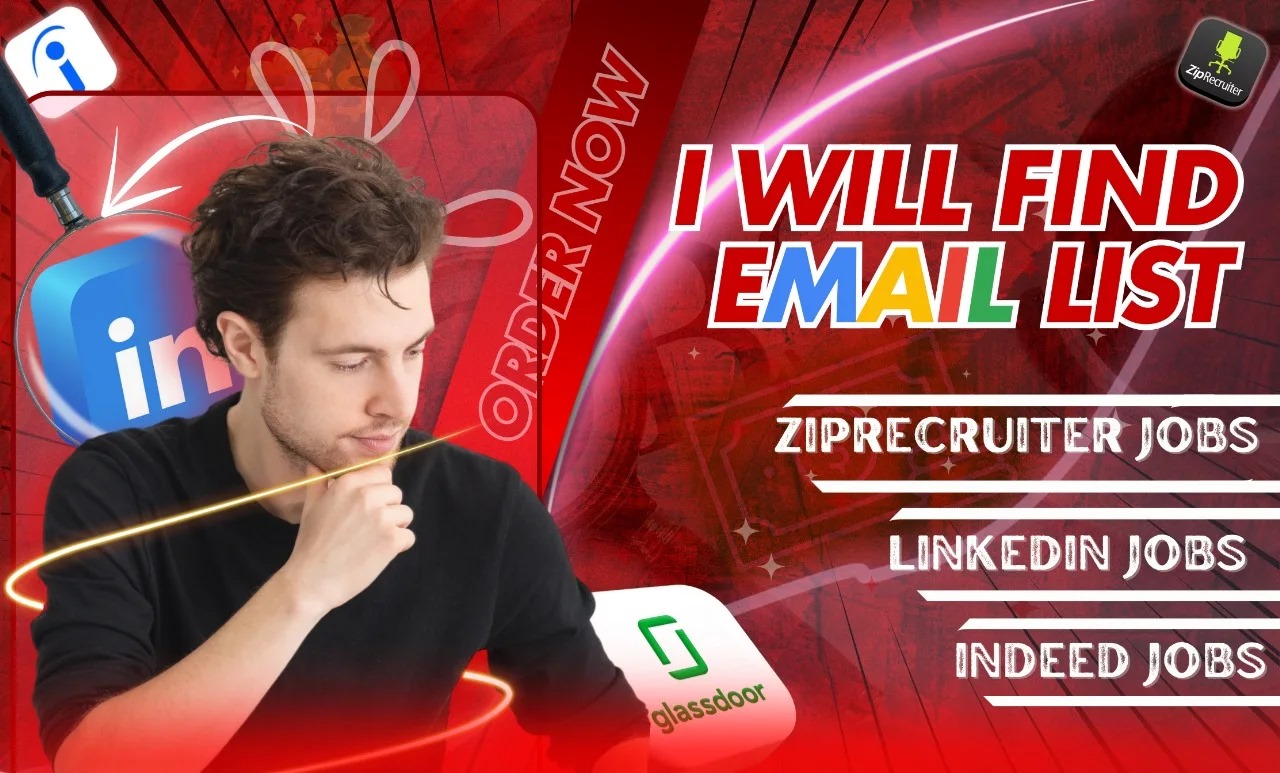 ZipRecruiter
I WILL FIND
EMAIL LIST
ORDER NOW
in
ZIPRECRUITER JOBS
LINKEDIN JOBS
INDEED JOBS
glassdoor